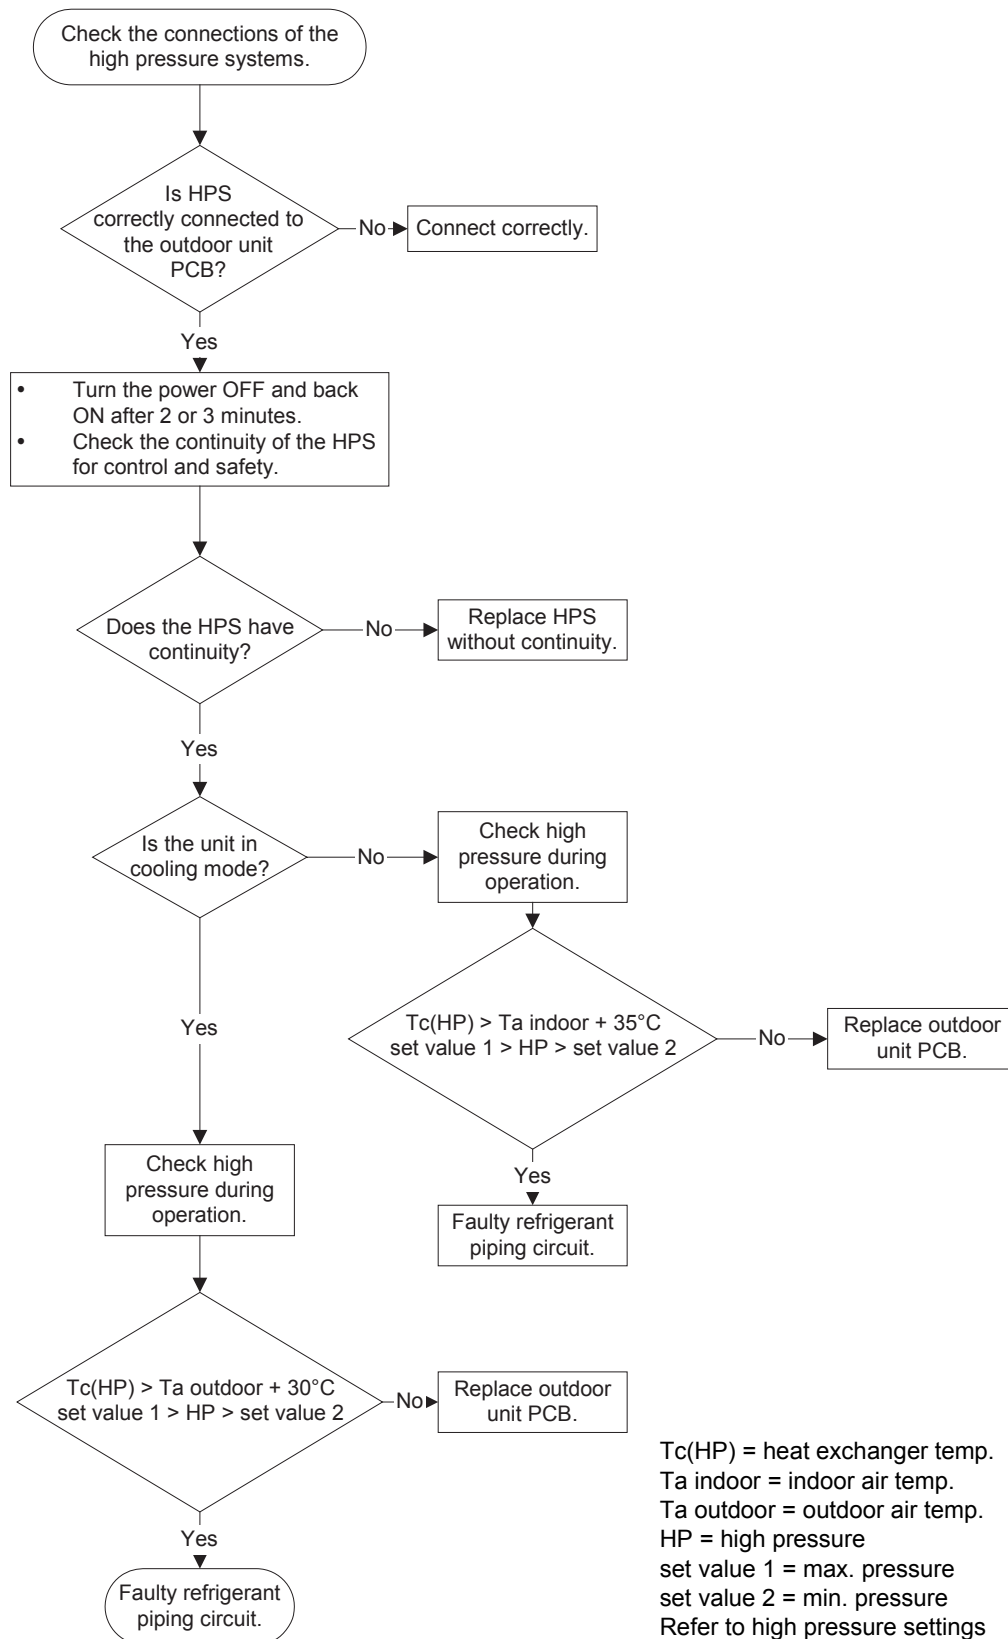 Check the connections of the
high pressure systems.
Is HPS
correctly connected to
the outdoor unit
PCB?
No
Connect correctly.
Yes
• Turn the power OFF and back
ON after 2 or 3 minutes.
• Check the continuity of the HPS
for control and safety.
Does the HPS have
continuity?
No
Replace HPS
without continuity.
Yes
Is the unit in
cooling mode?
No
Check high
pressure during
operation.
Tc(HP) > Ta indoor + 35°C
set value 1 > HP > set value 2
No
Replace outdoor
unit PCB.
Yes
Faulty refrigerant
piping circuit.
Yes
Check high
pressure during
operation.
Tc(HP) > Ta outdoor + 30°C
set value 1 > HP > set value 2
No
Replace outdoor
unit PCB.
Yes
Faulty refrigerant
piping circuit.
Tc(HP) = heat exchanger temp.
Ta indoor = indoor air temp.
Ta outdoor = outdoor air temp.
HP = high pressure
set value 1 = max. pressure
set value 2 = min. pressure
Refer to high pressure settings